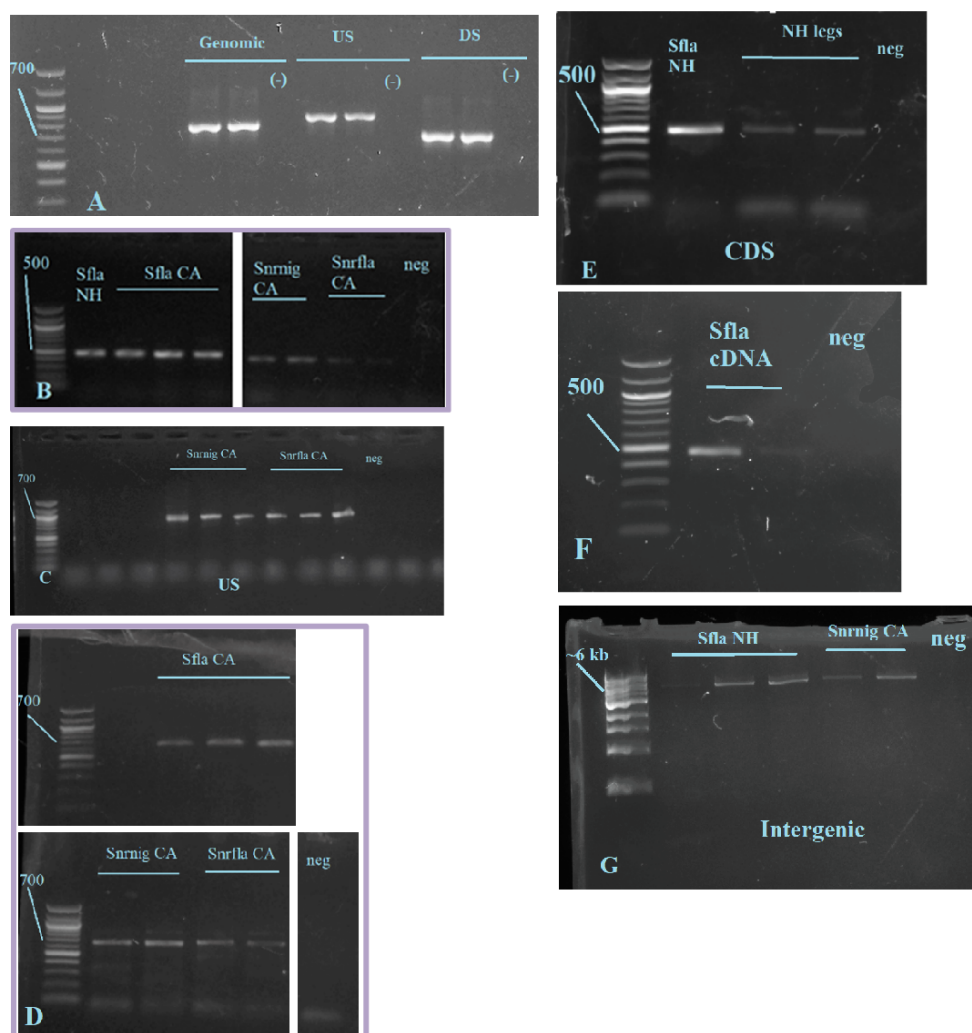 Genomic
US
DS
(-)
(-)
(-)
700
A
500
Sfla
NH
Sfla CA
Snrnig
CA
Snrfla
CA
neg
B
700
Snrnig CA
Snrfla CA
neg
C
US
Sfla CA
700
Snrnig CA
Snrfla CA
neg
700
D
Sfla
NH
NH legs
neg
500
E
CDS
Sfla
cDNA
neg
500
F
Sfla NH
Snrnig CA
neg
~6 kb
Intergenic
G